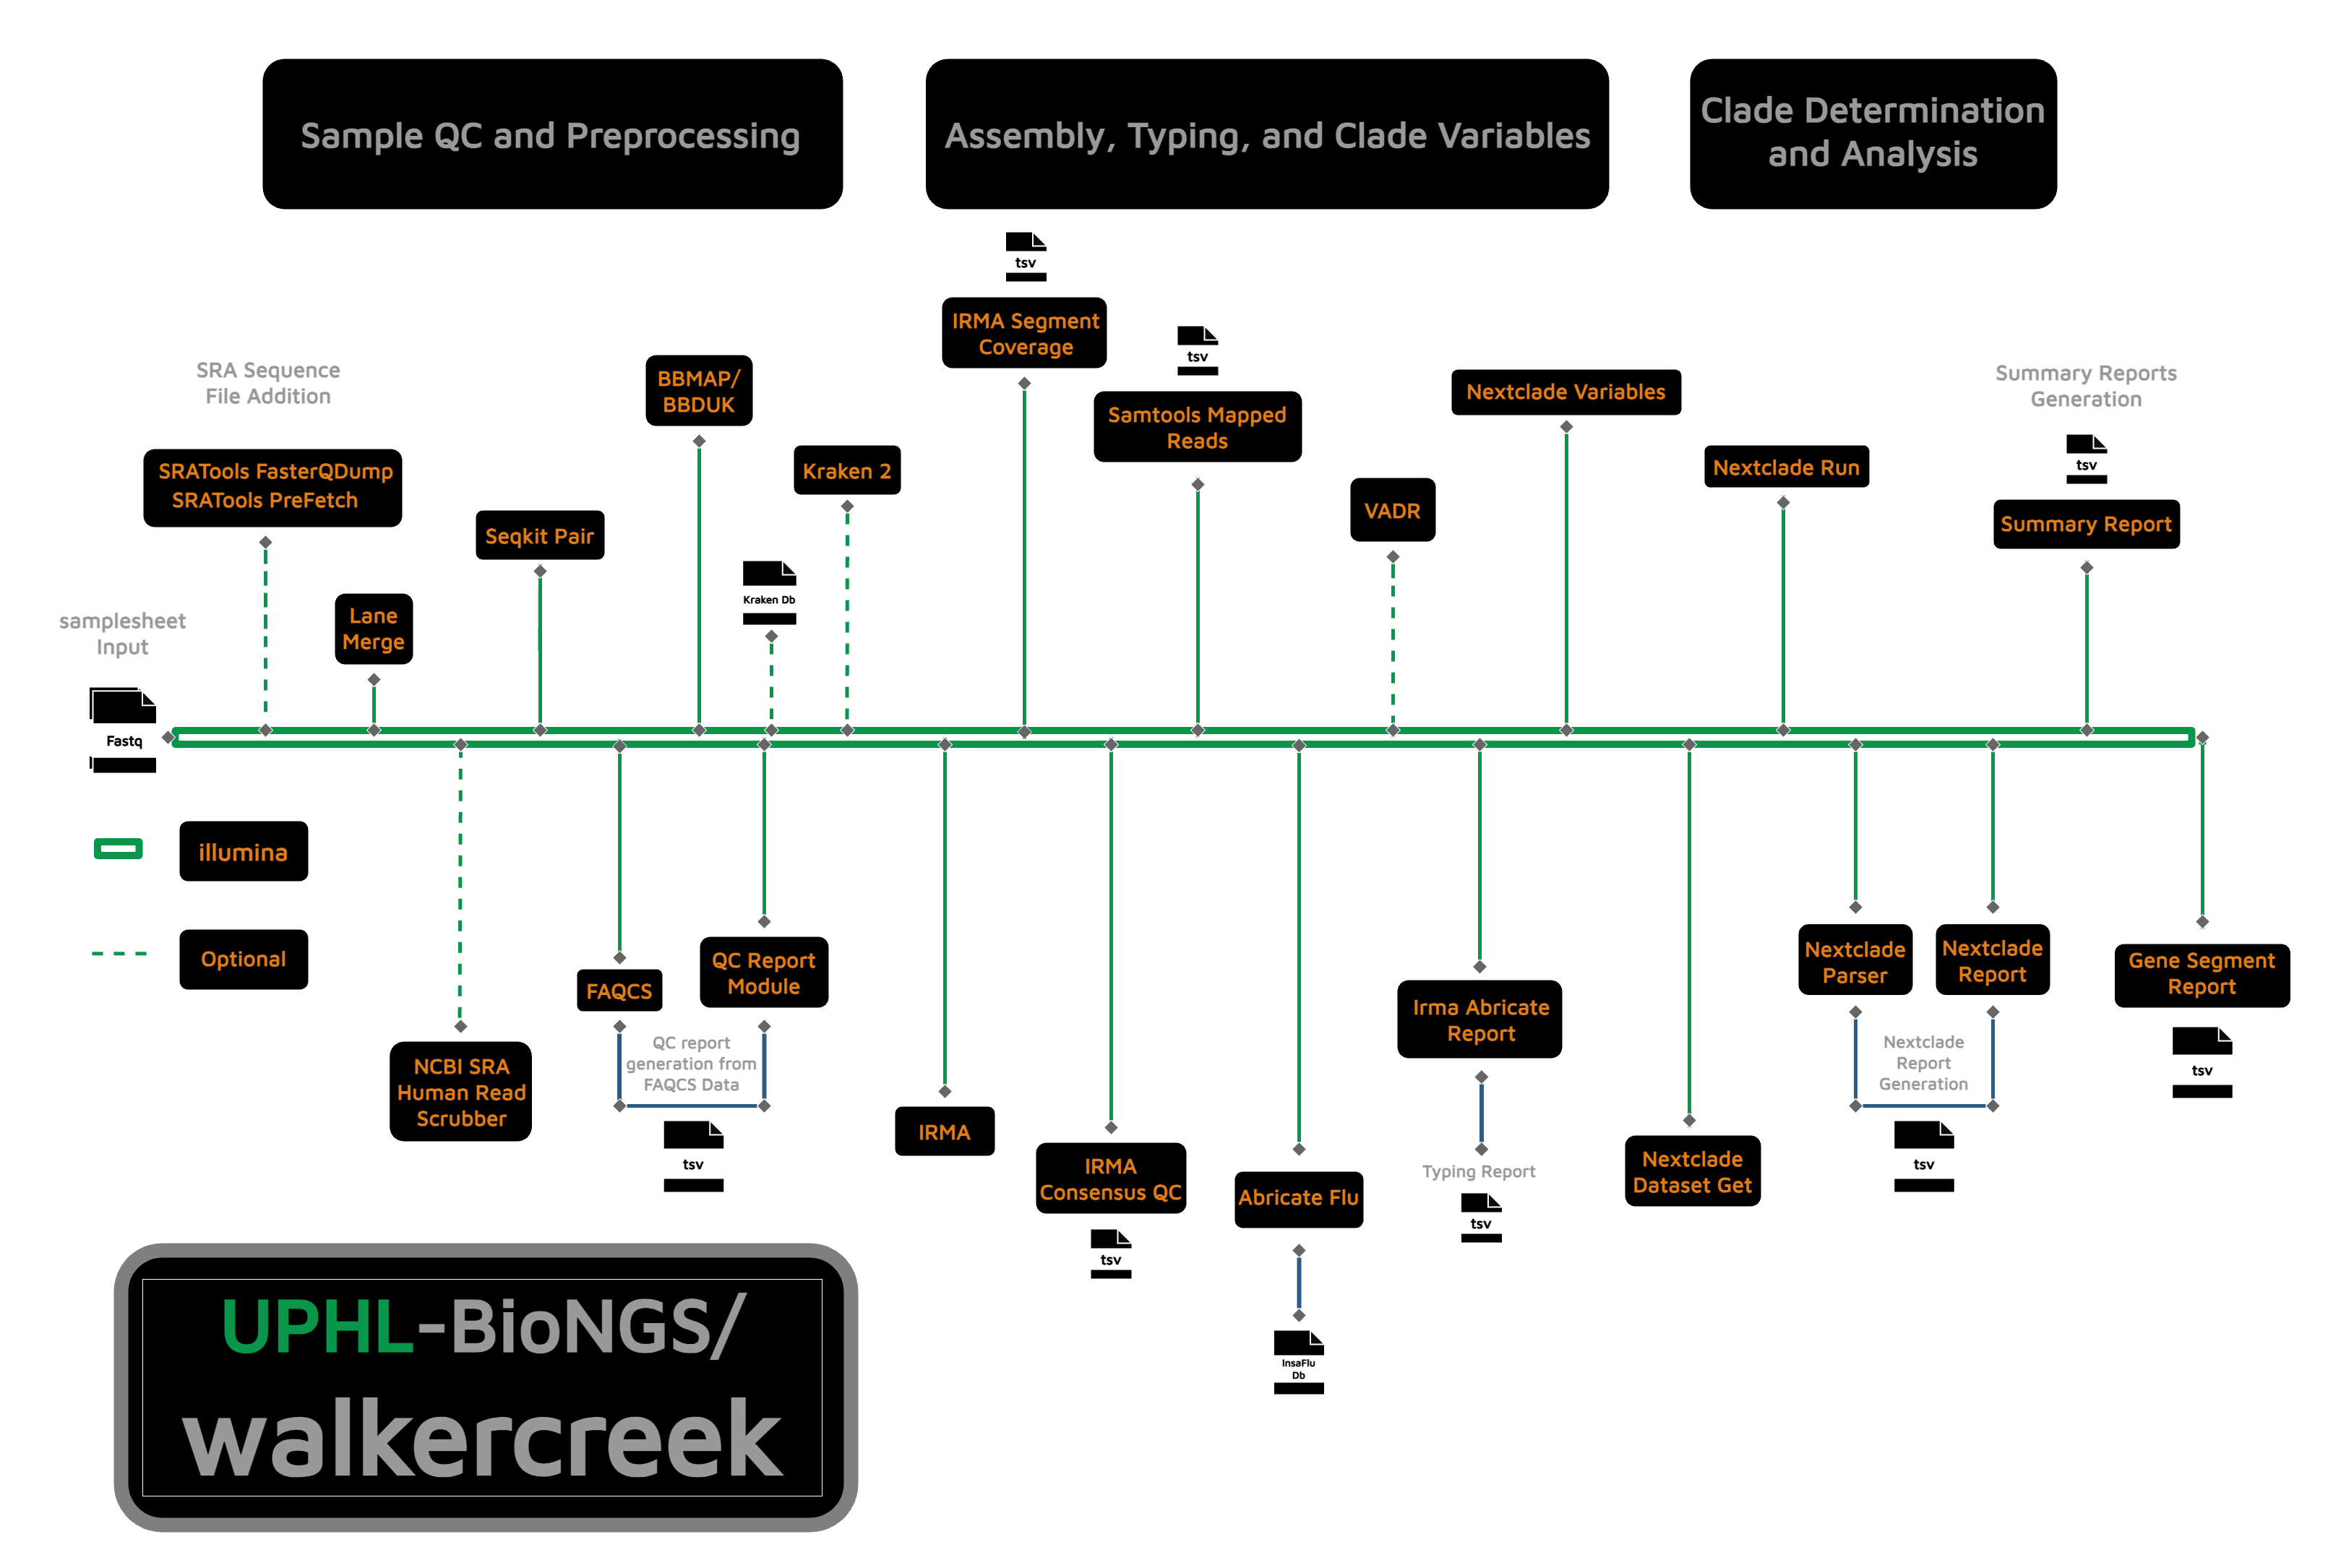 Sample QC and Preprocessing
Assembly, Typing, and Clade Variables
Clade Determination
and Analysis
tsv
IRMA Segment
Coverage
tsv
Samtools Mapped
Reads
SRA Sequence
File Addition
BBMAP/
BBDUK
Nextclade Variables
Summary Reports
Generation
tsv
SRATools FasterQDump
SRATools PreFetch
Kraken 2
Nextclade Run
Summary Report
Seqkit Pair
VADR
Kraken Db
Lane
Merge
samplesheet
Input
Fastq
illumina
Optional
NCBI SRA
Human Read
Scrubber
FAQCS
QC Report
Module
QC report
generation from
FAQCS Data
tsv
IRMA
IRMA
Consensus QC
tsv
Abricate Flu
InsaFlu
Db
Irma Abricate
Report
Typing Report
tsv
Nextclade
Dataset Get
Nextclade
Parser
Nextclade
Report
Nextclade
Report
Generation
tsv
Gene Segment
Report
tsv
UPHL-BioNGS/
walkercreek